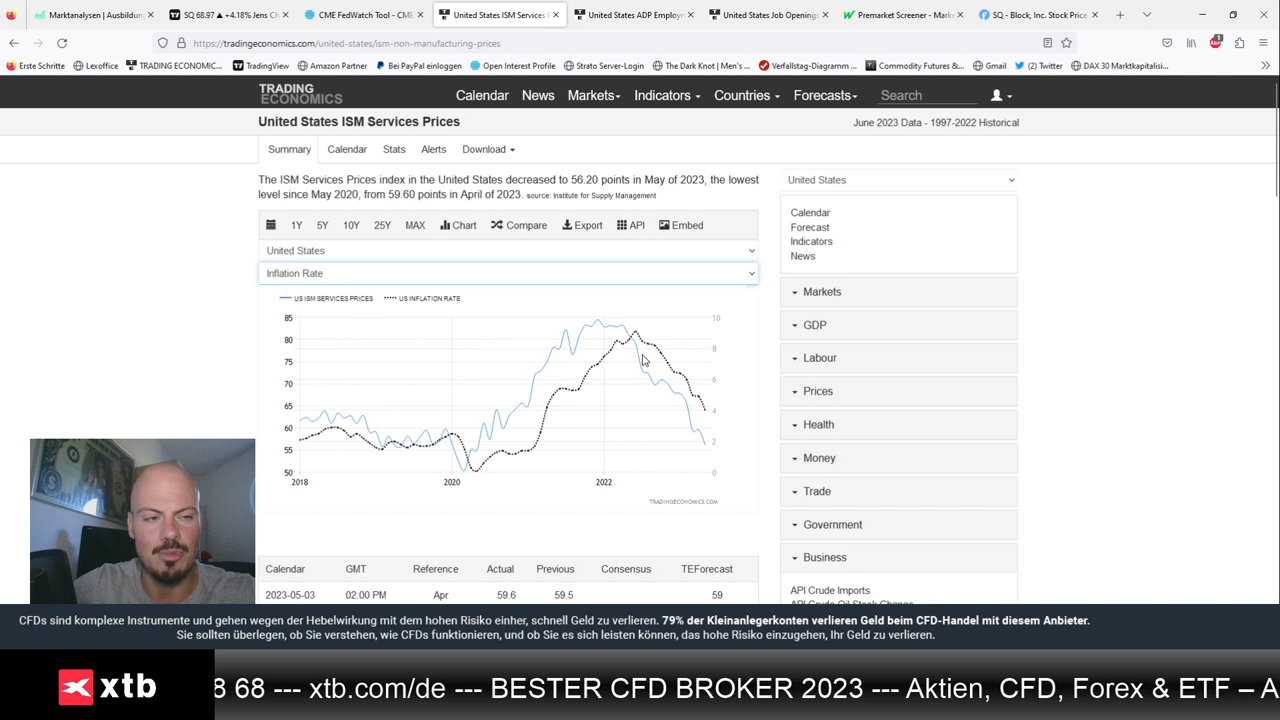 Marktanalysen | Ausbildun
SQ 68.97 ▲ +4.18% Jens Ch
CME FedWatch Tool - CME
United States ISM Services P
United States ADP Employm
United States Job Openings
Premarket Screener - Marke
SQ - Block, Inc. Stock Price
https://tradingeconomics.com/united-states/ism-non-manufacturing-prices
Erste Schritte
Lexoffice
TRADING ECONOMIC...
TradingView
Amazon Partner
Bei PayPal einloggen
Open Interest Profile
Strato Server-Login
The Dark Knot | Men's ...
Verfallstag-Diagramm ...
Commodity Futures &...
Gmail
(2) Twitter
DAX 30 Marktkapitalisi...
TRADING
ECONOMICS
Calendar News Markets Indicators Countries Forecasts Search
United States ISM Services Prices
June 2023 Data - 1997-2022 Historical
Summary Calendar Stats Alerts Download
The ISM Services Prices index in the United States decreased to 56.20 points in May of 2023, the lowest
level since May 2020, from 59.60 points in April of 2023. source: Institute for Supply Management
1Y 5Y 10Y 25Y MAX Chart Compare Export API Embed
United States
Inflation Rate
US ISM SERVICES PRICES US INFLATION RATE
85
80
75
70
65
60
55
50
10
8
6
4
2
0
2018 2020 2022
TRADINGECONOMICS.COM
Calendar GMT Reference Actual Previous Consensus TEForecast
2023-05-03 02:00 PM Apr 59.6 59.5 59
United States
Calendar
Forecast
Indicators
News
Markets
GDP
Labour
Prices
Health
Money
Trade
Government
Business
API Crude Imports
API Crude Oil Stock Change
CFDs sind komplexe Instrumente und gehen wegen der Hebelwirkung mit dem hohen Risiko einher, schnell Geld zu verlieren. 79% der Kleinanlegerkonten verlieren Geld beim CFD-Handel mit diesem Anbieter.
Sie sollten überlegen, ob Sie verstehen, wie CFDs funktionieren, und ob Sie es sich leisten können, das hohe Risiko einzugehen, Ihr Geld zu verlieren.
xtb
8 68 --- xtb.com/de --- BESTER CFD BROKER 2023 --- Aktien, CFD, Forex & ETF – A